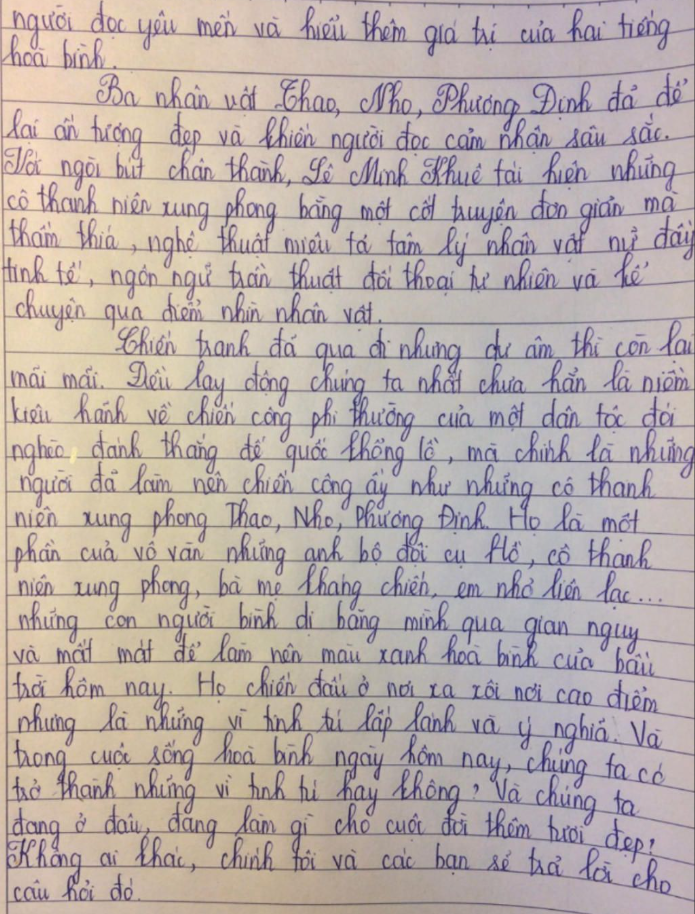 người đọc yêu mến và hiểu thêm giá trị của hai tiếng
hoà bình.
Ba nhân vật Thao, Nho, Phương Định đã để
lại ấn tượng đẹp và khiến người đọc cảm nhận sâu sắc.
Với ngòi bút chân thành, Lê Minh Khuê tái hiện những
cô thanh niên xung phong bằng một cốt truyện đơn giản mà
thấm thía, nghệ thuật miêu tả tâm lý nhân vật nữ đầy
tinh tế, ngôn ngữ trần thuật đối thoại tự nhiên và kể
chuyện qua điểm nhìn nhân vật.
Chiến tranh đã qua đi nhưng dư âm thì còn lại
mãi mãi. Điều lay động chúng ta nhất chưa hẳn là niềm
kiêu hãnh về chiến công phi thường của một dân tộc đói
nghèo, đánh thắng đế quốc khổng lồ, mà chính là những
người đã làm nên chiến công ấy như những cô thanh
niên xung phong Thao, Nho, Phương Định. Họ là một
phần của vô vàn những anh bộ đội cụ Hồ, cô thanh
niên xung phong, bà mẹ kháng chiến, em nhỏ liên lạc...
những con người bình dị băng mình qua gian nguy
và mất mát để làm nên màu xanh hoà bình của bầu
trời hôm nay. Họ chiến đấu ở nơi xa xôi nơi cao điểm
nhưng là những vì tinh tú lấp lánh và ý nghĩa. Và
trong cuộc sống hoà bình ngày hôm nay, chúng ta có
trở thành những vì tinh tú hay không? Và chúng ta
đang ở đâu, đang làm gì cho cuộc đời thêm tươi đẹp?
Không ai khác, chính tôi và các bạn sẽ trả lời cho
câu hỏi đó.